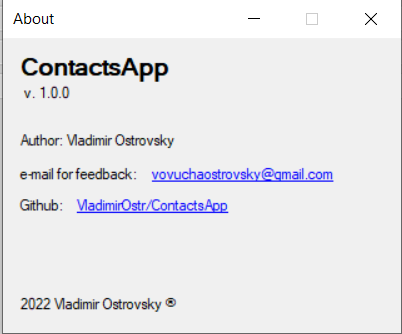 About
ContactsApp
v. 1.0.0
Author: Vladimir Ostrovsky
e-mail for feedback: vovuchaostrovsky@gmail.com
Github: VladimirOstr/ContactsApp
2022 Vladimir Ostrovsky ®